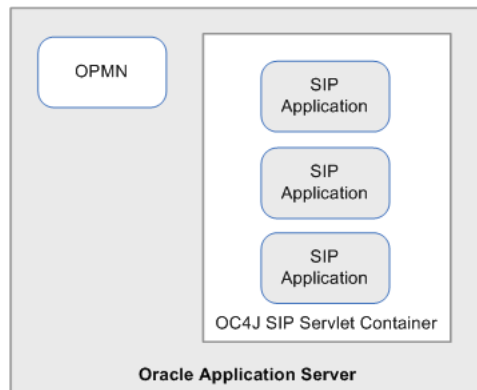 OPMN
SIP
Application
SIP
Application
SIP
Application
OC4J SIP Servlet Container
Oracle Application Server